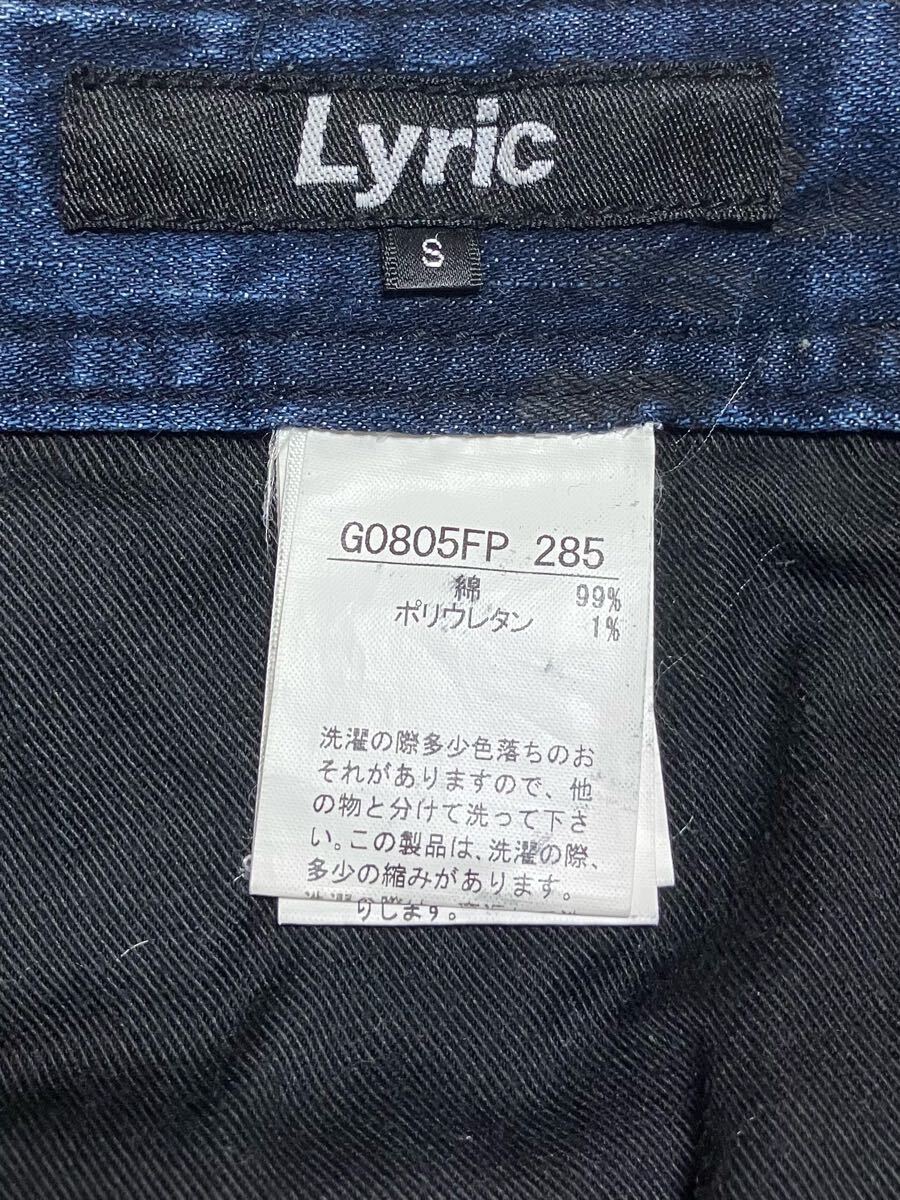 Lyric
S
G0805FP 285
綿 99%
ポリウレタン 1%
洗濯の際多少色落ちのお
それがありますので、他
の物と分けて洗って下さ
い。この製品は、洗濯の際、
多少の縮みがあります。
りします。